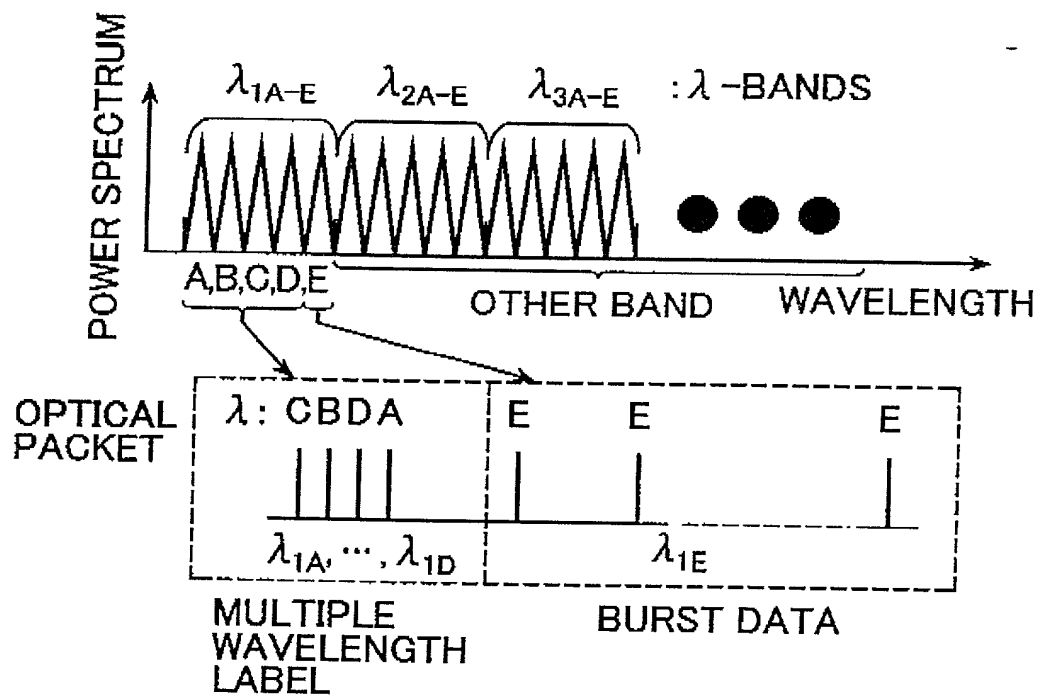 POWER SPECTRUM
λ1A-E λ2A-E λ3A-E :λ-BANDS
A,B,C,D,E
OTHER BAND
WAVELENGTH
OPTICAL
PACKET
λ: CBDA E E E
λ1A, ⋯, λ1D λ1E
MULTIPLE
WAVELENGTH
LABEL
BURST DATA